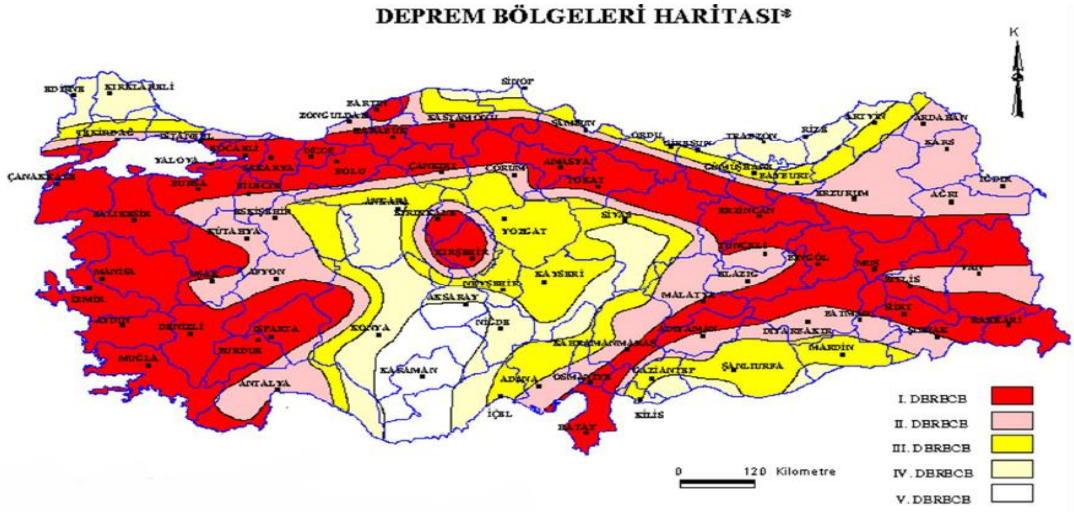 DEPREM BÖLGELERİ HARİTASI*
K
SİNOP
EDİRNE KIRKLARELİ
BARTIN
ZONGULDAK KASTAMONU
TEKİRDAĞ İSTANBUL KARABÜK SAMSUN ARTVİN ARDAHAN
KOCAELİ ORDU GİRESUN TRABZON RİZE
YALOVA SAKARYA DÜZCE KARS
ÇANAKKALE BURSA BİLECİK BOLU ÇANKIRI ÇORUM AMASYA GÜMÜŞHANE BAYBURT
TOKAT ERZURUM AĞRI IĞDIR
BALIKESİR ESKİŞEHİR ANKARA KIRIKKALE SİVAS ERZİNCAN
KÜTAHYA YOZGAT
KIRŞEHİR TUNCELİ BİNGÖL MUŞ
MANİSA UŞAK AFYON KAYSERİ ELAZIĞ BİTLİS VAN
İZMİR NEVŞEHİR
AKSARAY MALATYA
AYDIN DENİZLİ ISPARTA KONYA NİĞDE ADIYAMAN DİYARBAKIR BATMAN SİİRT HAKKARİ
BURDUR KAHRAMANMARAŞ ŞIRNAK
MUĞLA MARDİN
KARAMAN ADANA OSMANİYE GAZİANTEP ŞANLIURFA
ANTALYA
İÇEL KİLİS
HATAY
I. DBRBCB
II. DBRBCB
III. DBRBCB
IV. DBRBCB
V. DBRBCB
0 120 Kilometre